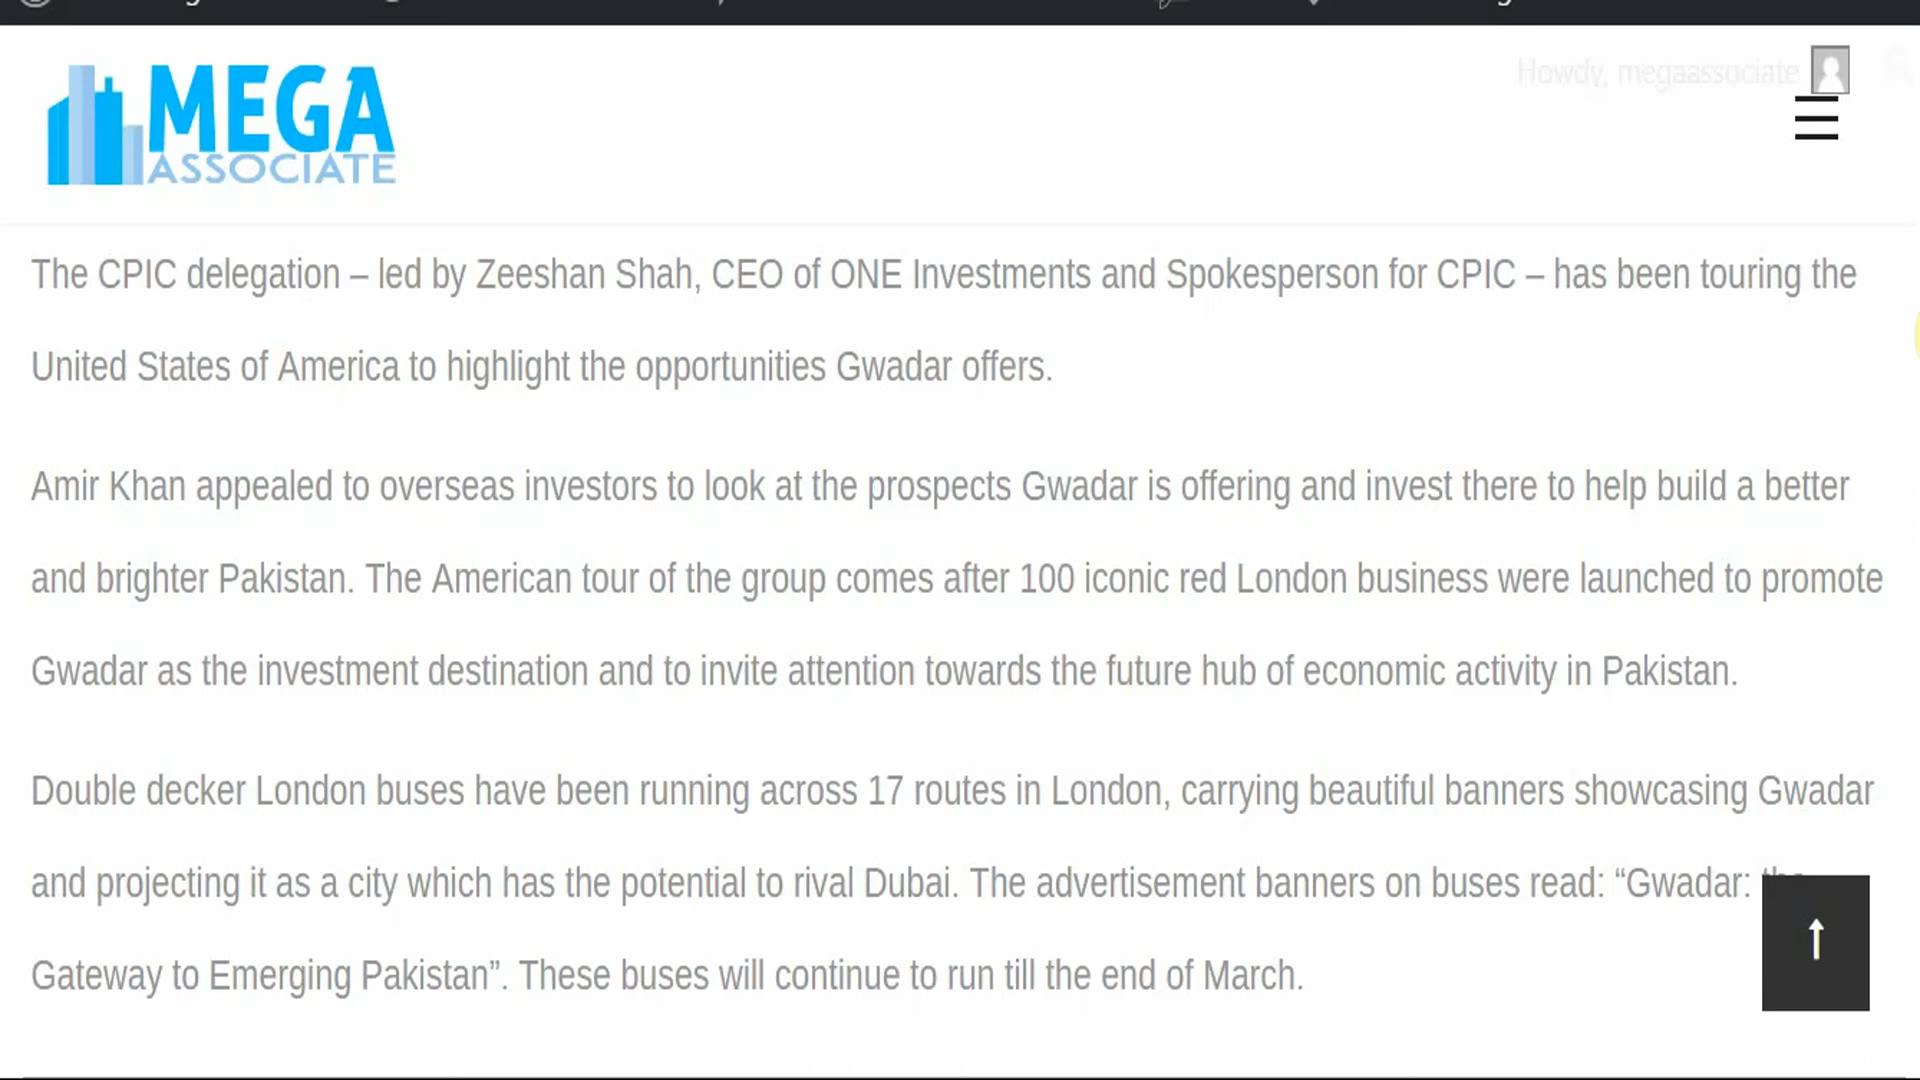 MEGA
ASSOCIATE
Howdy, megaassociate
The CPIC delegation – led by Zeeshan Shah, CEO of ONE Investments and Spokesperson for CPIC – has been touring the
United States of America to highlight the opportunities Gwadar offers.
Amir Khan appealed to overseas investors to look at the prospects Gwadar is offering and invest there to help build a better
and brighter Pakistan. The American tour of the group comes after 100 iconic red London business were launched to promote
Gwadar as the investment destination and to invite attention towards the future hub of economic activity in Pakistan.
Double decker London buses have been running across 17 routes in London, carrying beautiful banners showcasing Gwadar
and projecting it as a city which has the potential to rival Dubai. The advertisement banners on buses read: “Gwadar: the
Gateway to Emerging Pakistan”. These buses will continue to run till the end of March.